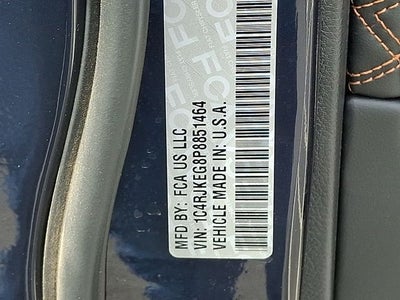 MFD BY: FCA US LLC
VIN: 1C4RJKEG8P8851464
VEHICLE MADE IN: U.S.A.